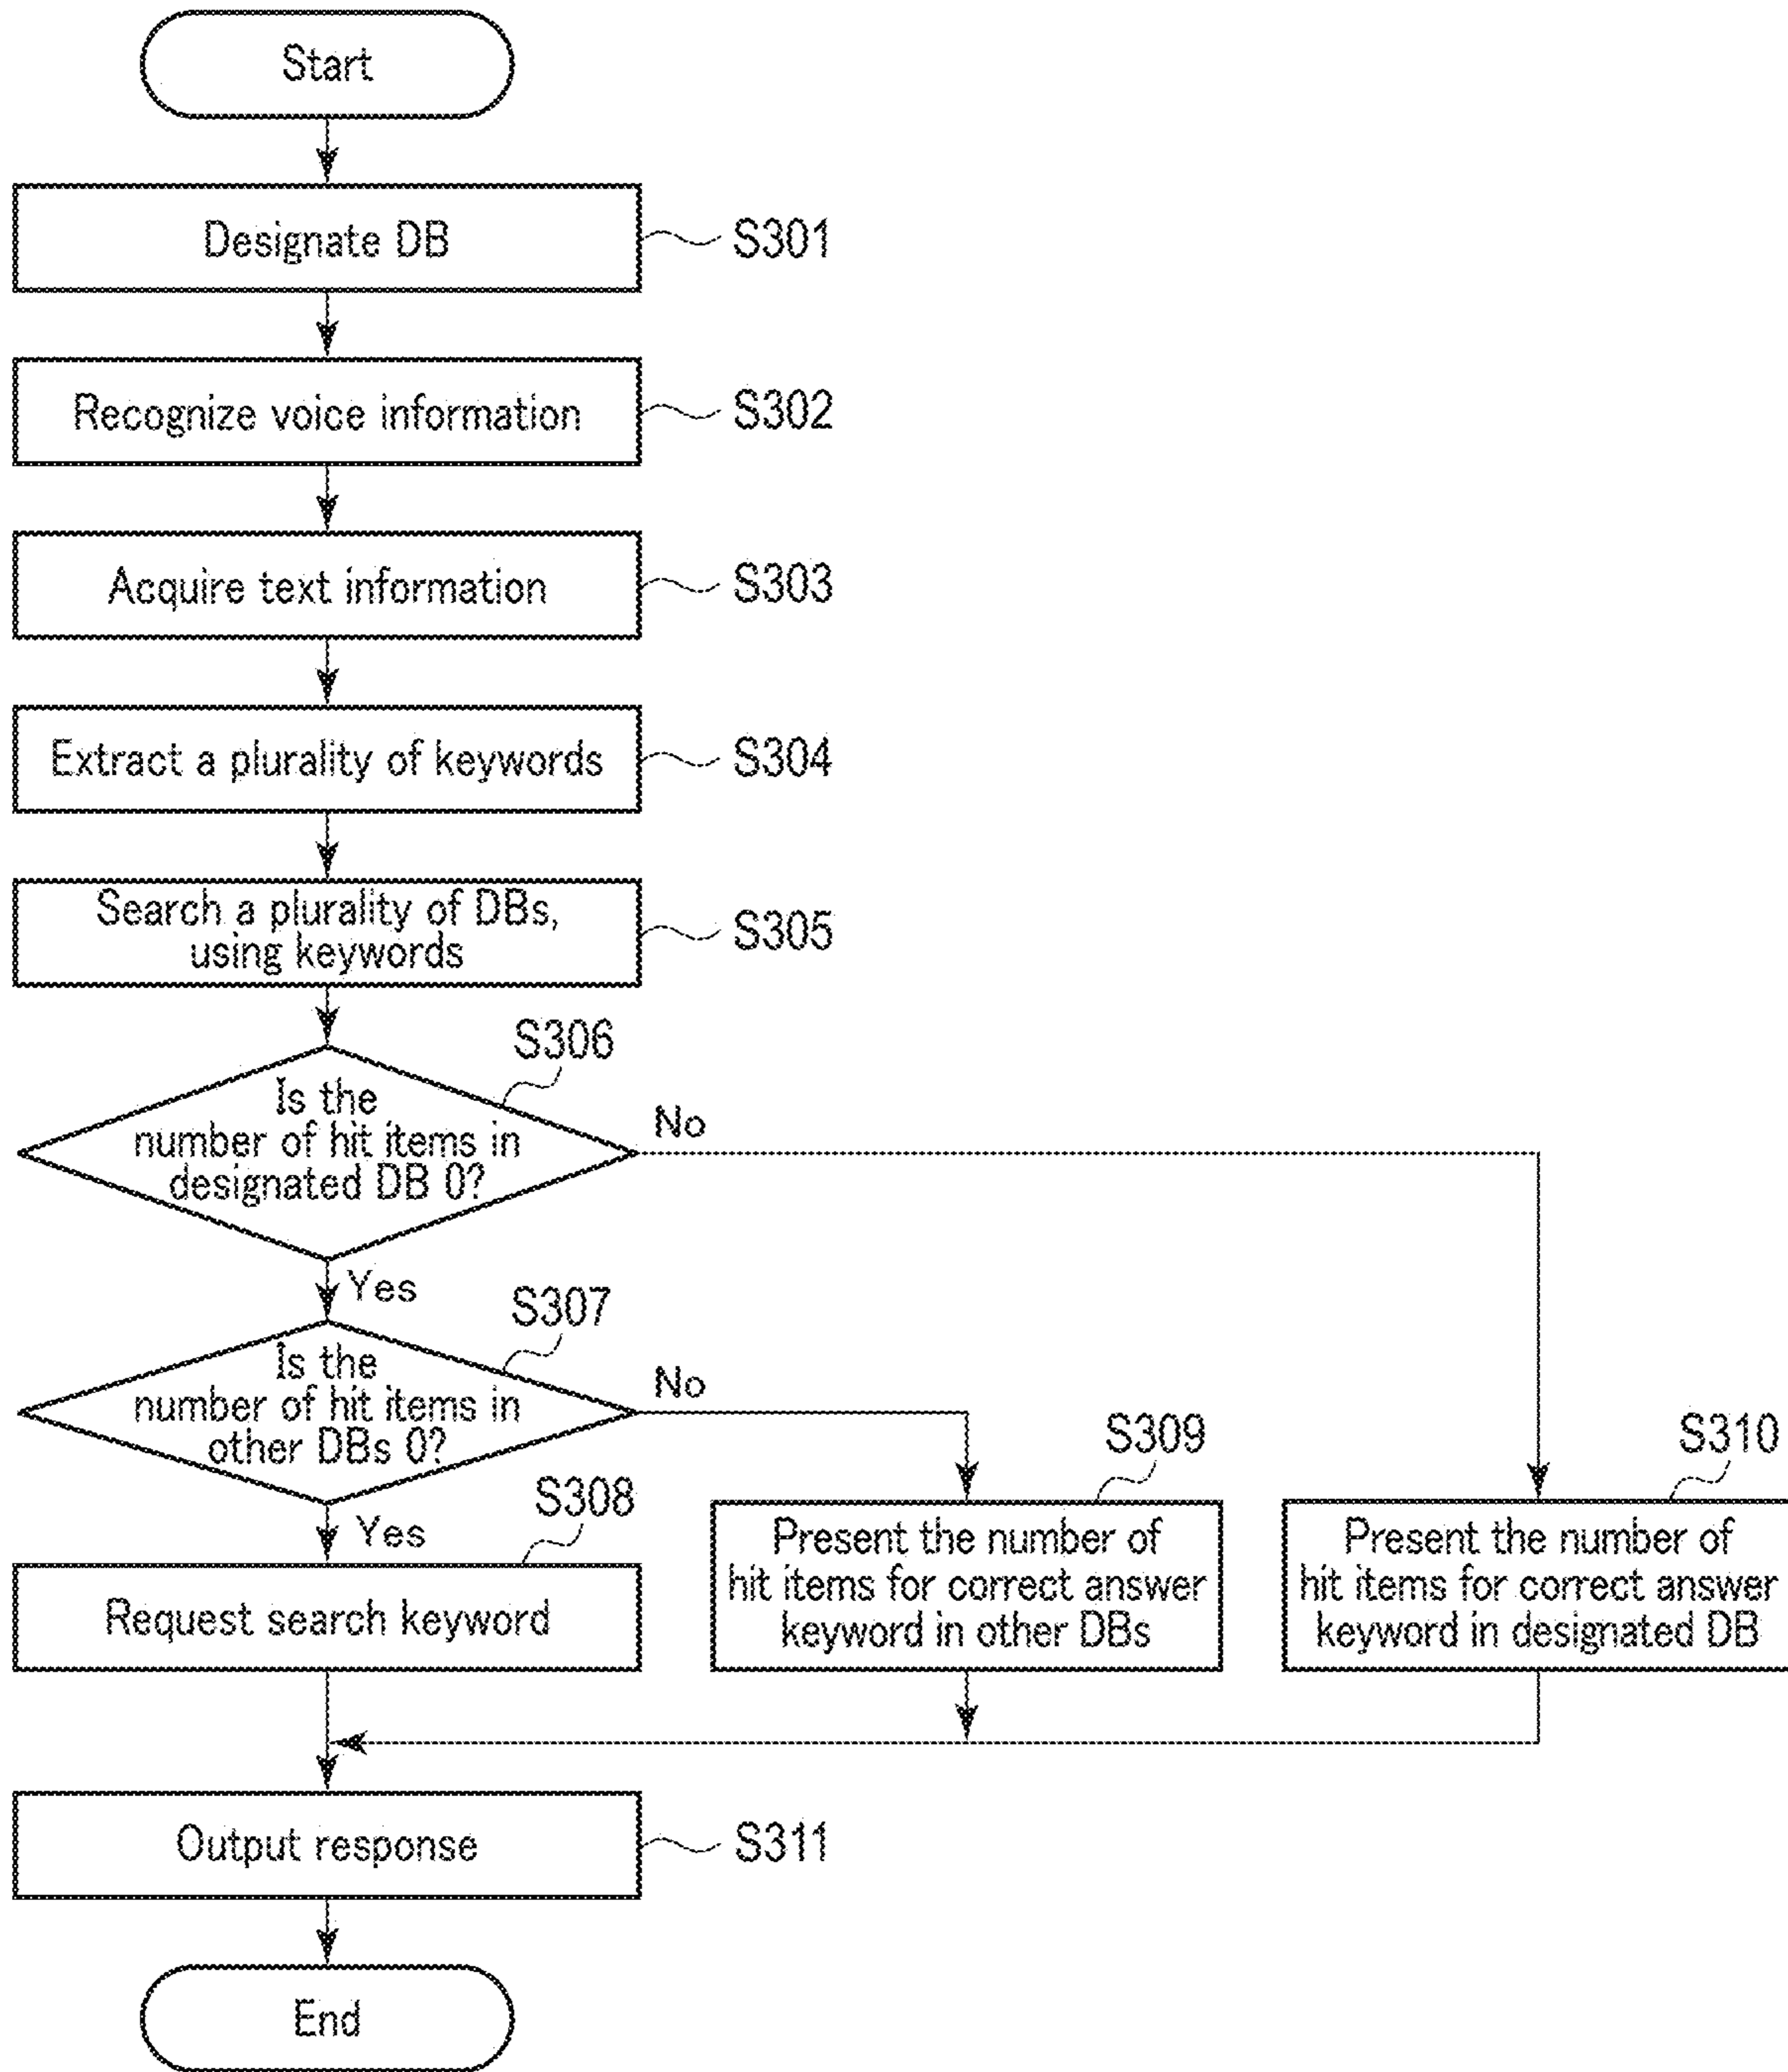 Start
Designate DB
S301
Recognize voice information
S302
Acquire text information
S303
Extract a plurality of keywords
S304
Search a plurality of DBs,
using keywords
S305
S306
Is the
number of hit items in
designated DB 0?
No
Yes
S307
Is the
number of hit items in
other DBs 0?
No
Yes
S308
Request search keyword
S309
Present the number of
hit items for correct answer
keyword in other DBs
S310
Present the number of
hit items for correct answer
keyword in designated DB
Output response
S311
End